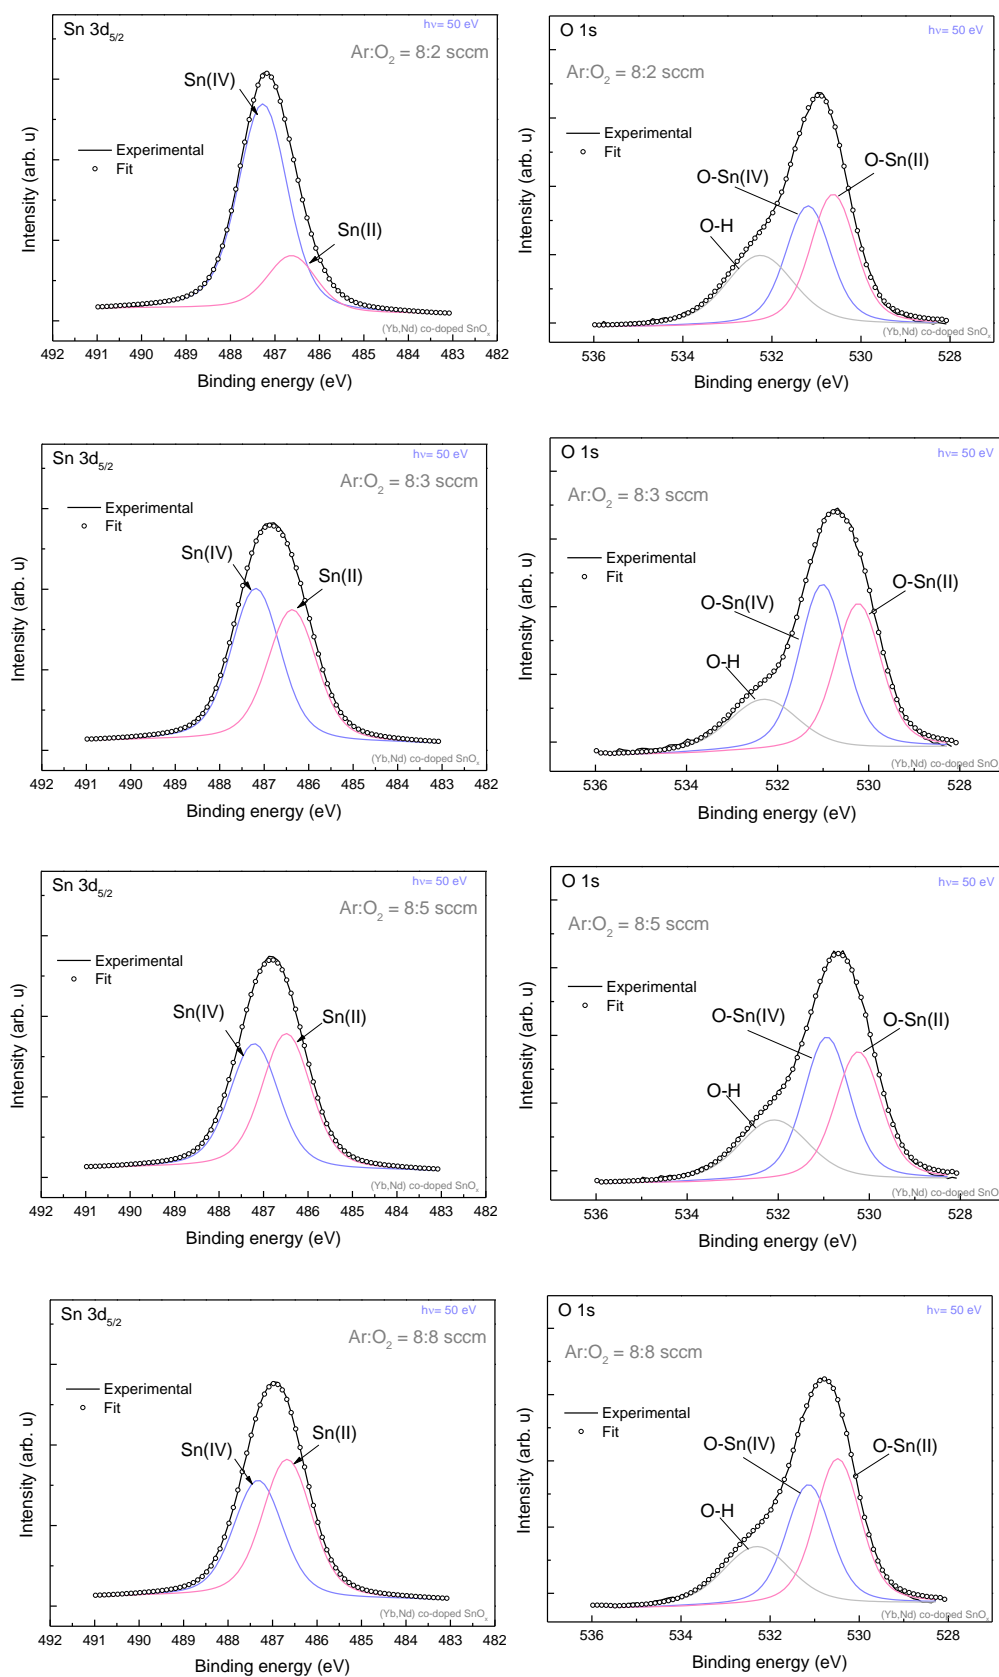 Sn 3d5/2
hν= 50 eV
Ar:O2 = 8:2 sccm
Sn(IV)
Experimental
Fit
Sn(II)
Intensity (arb. u)
(Yb,Nd) co-doped SnOx
492 491 490 489 488 487 486 485 484 483 482
Binding energy (eV)
O 1s
hν= 50 eV
Ar:O2 = 8:2 sccm
Experimental
Fit
O-Sn(IV)
O-Sn(II)
O-H
Intensity (arb. u)
(Yb,Nd) co-doped SnOx
536 534 532 530 528
Binding energy (eV)
Sn 3d5/2
hν= 50 eV
Ar:O2 = 8:3 sccm
Experimental
Fit
Sn(IV)
Sn(II)
Intensity (arb. u)
(Yb,Nd) co-doped SnOx
492 491 490 489 488 487 486 485 484 483 482
Binding energy (eV)
O 1s
hν= 50 eV
Ar:O2 = 8:3 sccm
Experimental
Fit
O-Sn(II)
O-Sn(IV)
O-H
Intensity (arb. u)
(Yb,Nd) co-doped SnO
536 534 532 530 528
Binding energy (eV)
Sn 3d5/2
hν= 50 eV
Ar:O2 = 8:5 sccm
Experimental
Fit
Sn(IV)
Sn(II)
Intensity (arb. u)
(Yb,Nd) co-doped SnOx
492 491 490 489 488 487 486 485 484 483 482
Binding energy (eV)
O 1s
hν= 50 eV
Ar:O2 = 8:5 sccm
Experimental
Fit
O-Sn(IV)
O-Sn(II)
O-H
Intensity (arb. u)
(Yb,Nd) co-doped SnO
536 534 532 530 528
Binding energy (eV)
Sn 3d5/2
hν= 50 eV
Ar:O2 = 8:8 sccm
Experimental
Fit
Sn(IV)
Sn(II)
Intensity (arb. u)
(Yb,Nd) co-doped SnOx
492 491 490 489 488 487 486 485 484 483 482
Binding energy (eV)
O 1s
hν= 50 eV
Ar:O2 = 8:8 sccm
Experimental
Fit
O-Sn(IV)
O-Sn(II)
O-H
Intensity (arb. u)
(Yb,Nd) co-doped SnOx
536 534 532 530 528
Binding energy (eV)